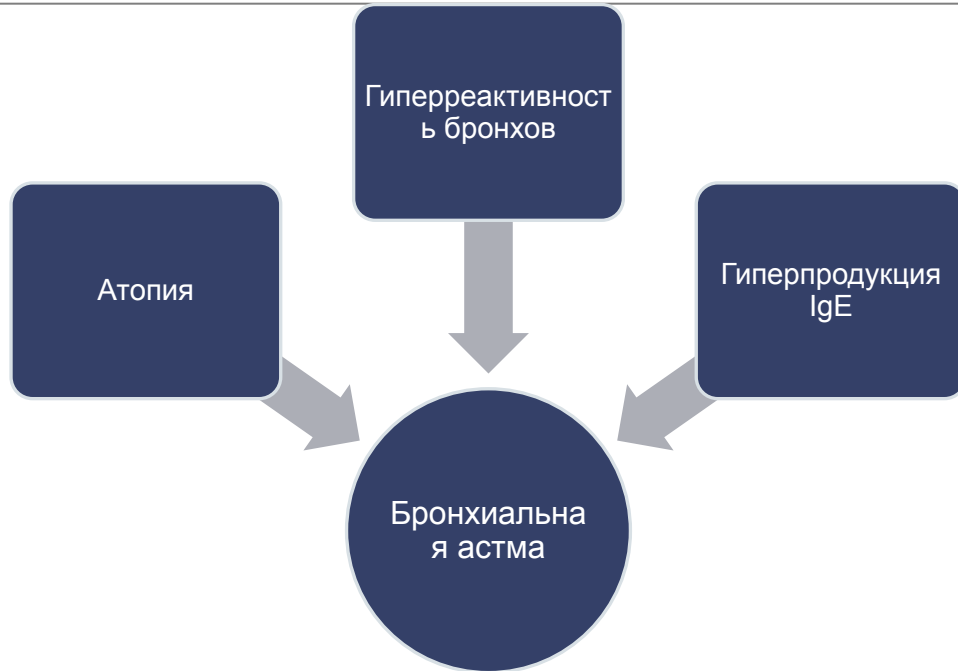 Гиперреактивност
ь бронхов
Атопия
Гиперпродукция
IgE
Бронхиальна
я астма